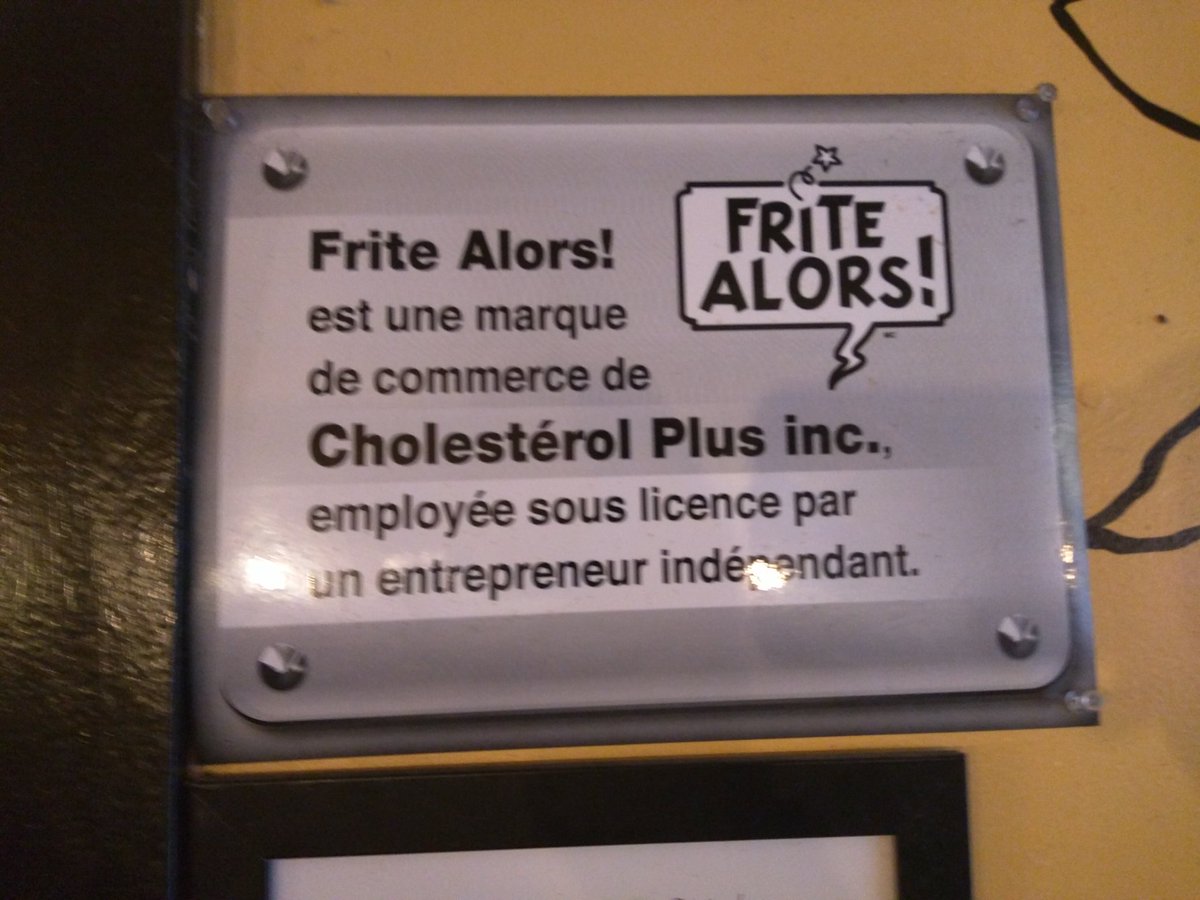 Frite Alors!
est une marque
de commerce de
Cholestérol Plus inc.,
employée sous licence par
un entrepreneur indépendant.
FRITE
ALORS!